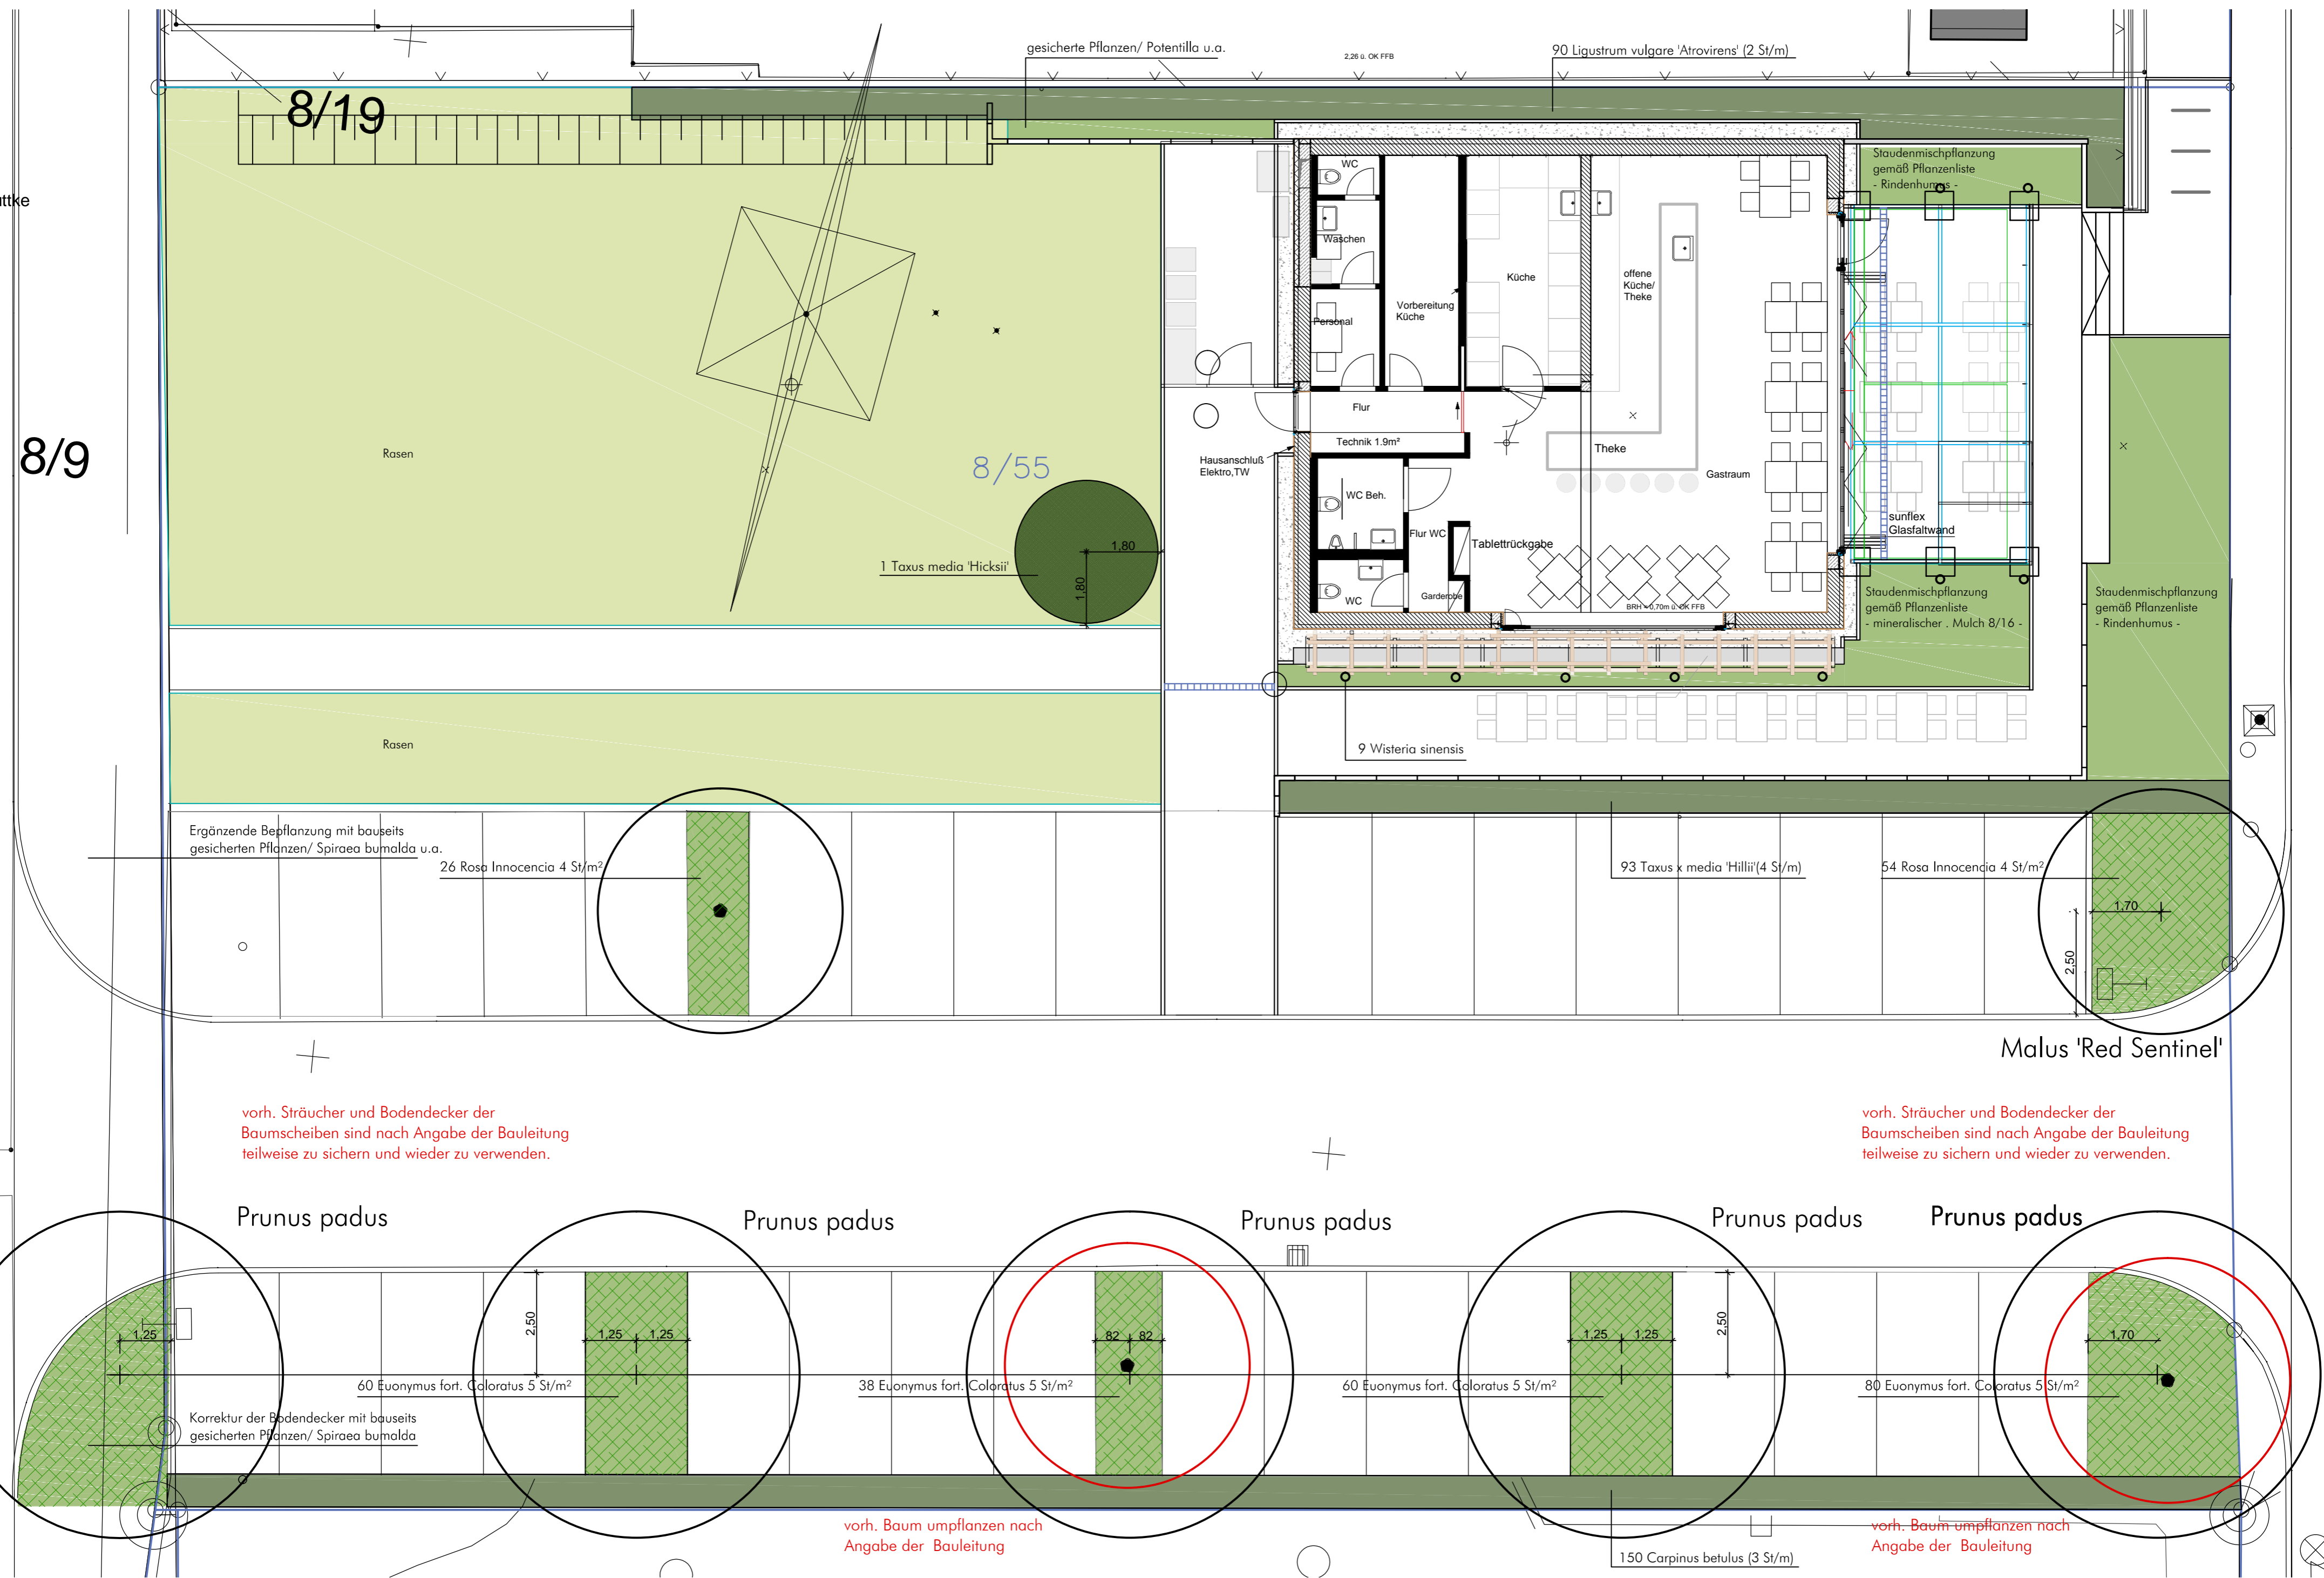 gesicherte Pflanzen/ Potentilla u.a.
2,26 ü. OK FFB
90 Ligustrum vulgare 'Atrovirens' (2 St/m)
8/19
WC
Staudenmischpflanzung
gemäß Pflanzenliste
- Rindenhumus -
Waschen
Küche
offene
Küche/
Theke
Vorbereitung
Küche
Personal
Flur
Technik 1.9m²
Theke
8/9
Rasen
8/55
Hausanschluß
Elektro,TW
Gastraum
WC Beh.
sunflex
Glasfaltwand
Flur WC
Tablettrückgabe
1,80
1 Taxus media 'Hicksii'
1,80
WC
Garderobe
BRH = 0,70m ü. OK FFB
Staudenmischpflanzung
gemäß Pflanzenliste
- mineralischer . Mulch 8/16 -
Staudenmischpflanzung
gemäß Pflanzenliste
- Rindenhumus -
Rasen
9 Wisteria sinensis
Ergänzende Bepflanzung mit bauseits
gesicherten Pflanzen/ Spiraea bumalda u.a.
26 Rosa Innocencia 4 St/m²
93 Taxus x media 'Hillii'(4 St/m)
54 Rosa Innocencia 4 St/m²
1,70
2,50
Malus 'Red Sentinel'
vorh. Sträucher und Bodendecker der
Baumscheiben sind nach Angabe der Bauleitung
teilweise zu sichern und wieder zu verwenden.
vorh. Sträucher und Bodendecker der
Baumscheiben sind nach Angabe der Bauleitung
teilweise zu sichern und wieder zu verwenden.
Prunus padus
Prunus padus
Prunus padus
Prunus padus
Prunus padus
1,25
2,50
1,25
1,25
82
82
1,25
1,25
2,50
1,70
60 Euonymus fort. Coloratus 5 St/m²
38 Euonymus fort. Coloratus 5 St/m²
60 Euonymus fort. Coloratus 5 St/m²
80 Euonymus fort. Coloratus 5 St/m²
Korrektur der Bodendecker mit bauseits
gesicherten Pflanzen/ Spiraea bumalda
vorh. Baum umpflanzen nach
Angabe der Bauleitung
vorh. Baum umpflanzen nach
Angabe der Bauleitung
150 Carpinus betulus (3 St/m)